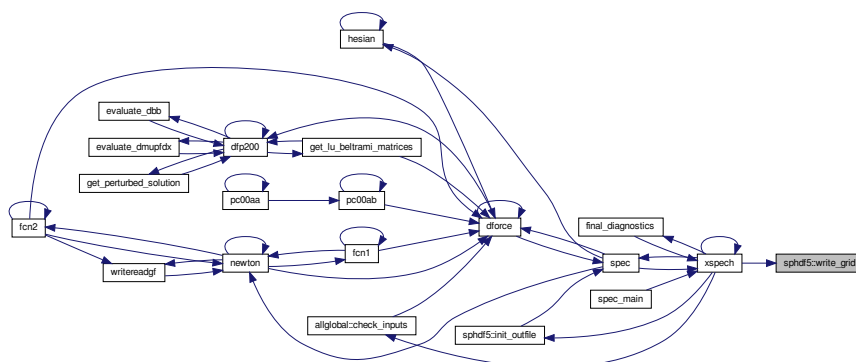 hesian
evaluate_dbb
evaluate_dmupfdx
dfp200
get_lu_beltrami_matrices
get_perturbed_solution
pc00aa
pc00ab
fcn2
dforce
final_diagnostics
fcn1
newton
writereadgf
spec
xspech
sphdf5::write_grid
spec_main
allglobal::check_inputs
sphdf5::init_outfile